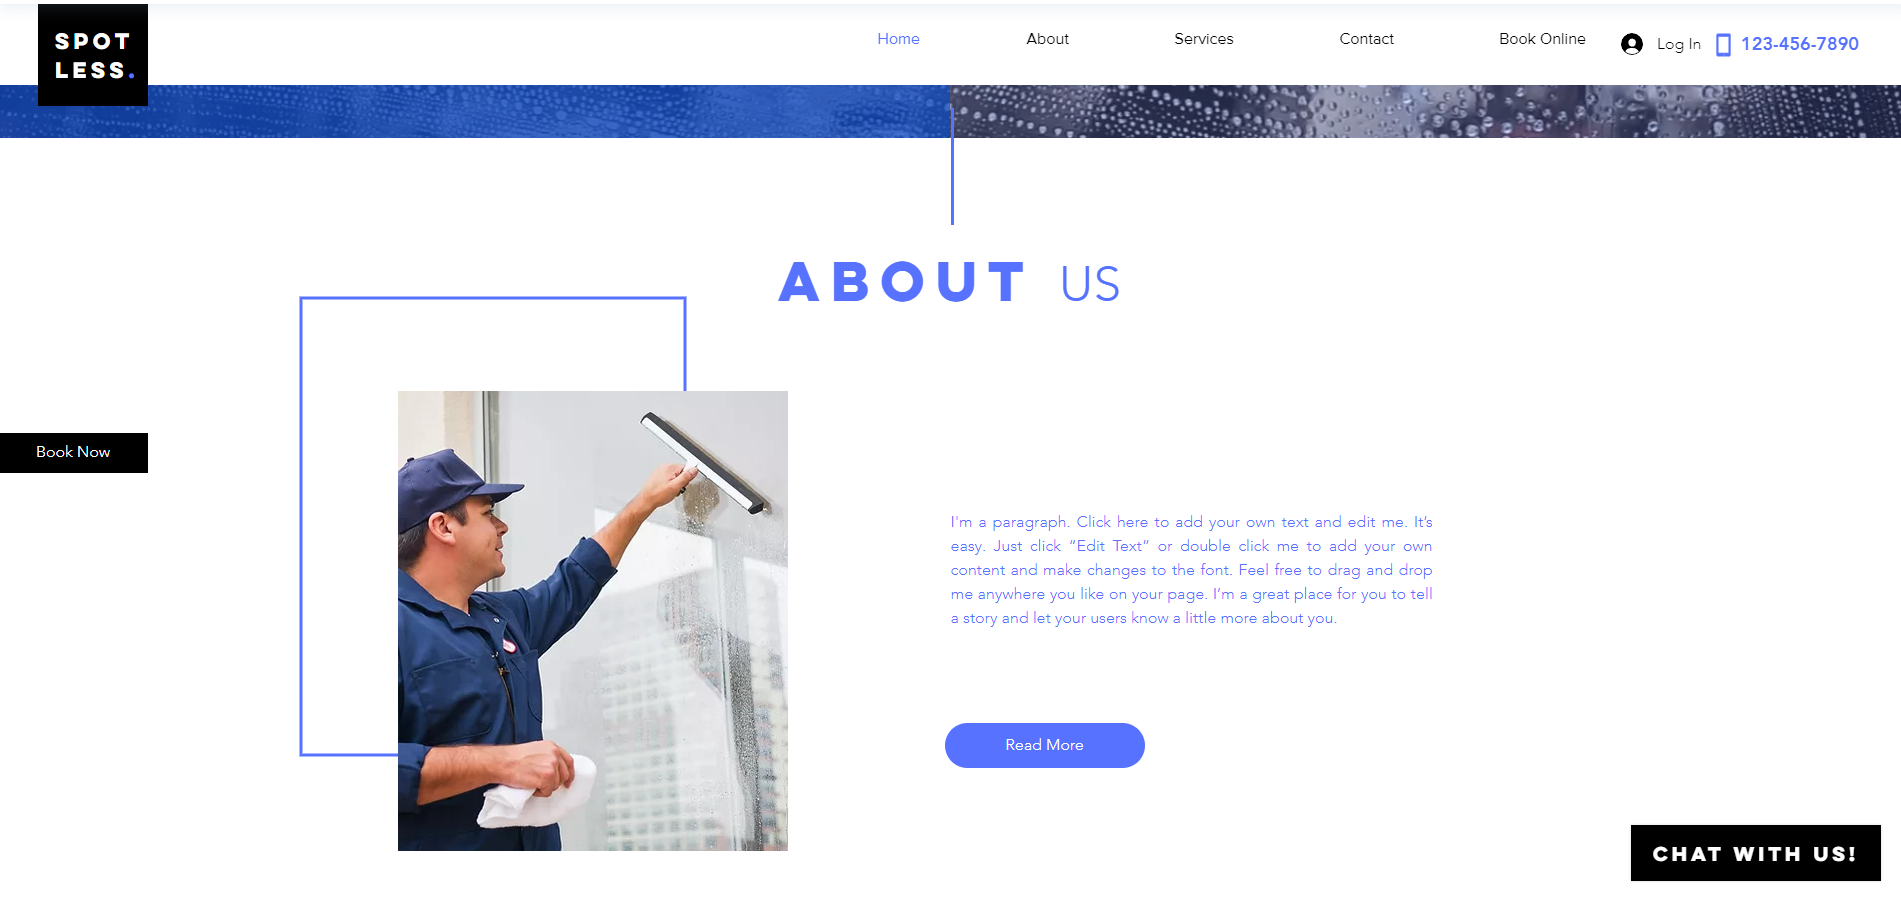 SPOT
LESS.
Home
About
Services
Contact
Book Online
Log In
123-456-7890
ABOUT US
Book Now
I'm a paragraph. Click here to add your own text and edit me. It’s
easy. Just click “Edit Text” or double click me to add your own
content and make changes to the font. Feel free to drag and drop
me anywhere you like on your page. I’m a great place for you to tell
a story and let your users know a little more about you.
Read More
CHAT WITH US!